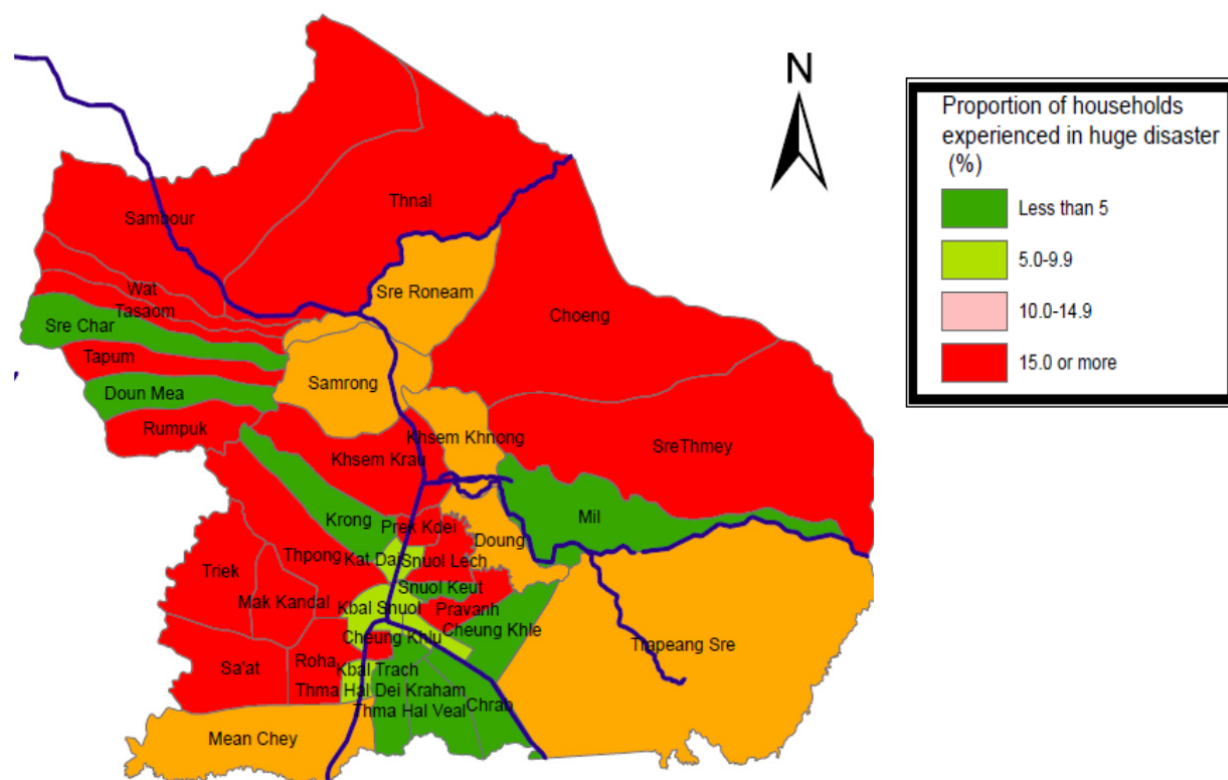 N
Proportion of households
experienced in huge disaster
(%)
Less than 5
5.0-9.9
10.0-14.9
15.0 or more
Thnal
Sambour
Wat
Tasaom
Sre Char
Tapum
Doun Mea
Rumpuk
Sre Roneam
Choeng
Samrong
Khsem Khnong
Khsem Krau
SreThmey
Mil
Krong
Prek Kdei
Doung
Kat Dai
Snuol Lech
Thpong
Triek
Mak Kandal
Snuol Keut
Kbal Snuol
Pravanh
Cheung Khlu
Cheung Khle
Trapeang Sre
Roha
Sa'at
Kbal Trach
Thma Hal Dei Kraham
Thma Hal Veal
Chrab
Mean Chey